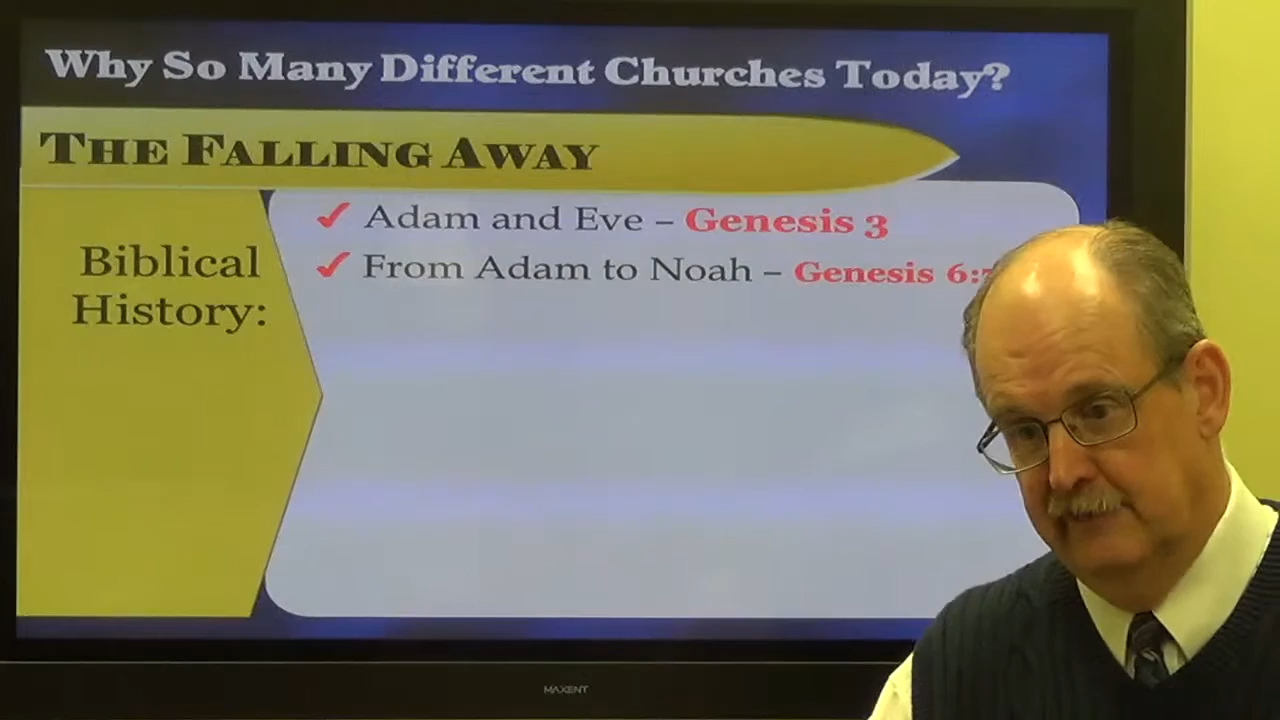 Why So Many Different Churches Today?
THE FALLING AWAY
Biblical
History:
✓ Adam and Eve – Genesis 3
✓ From Adam to Noah – Genesis 6:
MAXENT